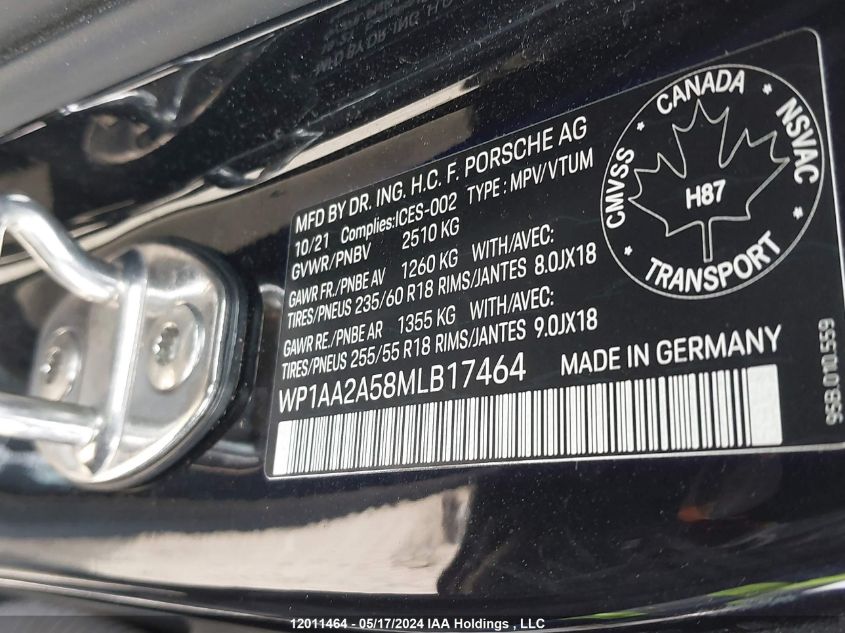 MFD BY DR. ING. H.C. F. PORSCHE AG
10/21 Complies:ICES-002 TYPE : MPV/VTUM
GVWR/PNBV 2510 KG
GAWR FR./PNBE AV 1260 KG WITH/AVEC:
TIRES/PNEUS 235/60 R18 RIMS/JANTES 8.0JX18
GAWR RE./PNBE AR 1355 KG WITH/AVEC:
TIRES/PNEUS 255/55 R18 RIMS/JANTES 9.0JX18
WP1AA2A58MLB17464 MADE IN GERMANY
CMVSS CANADA NSVAC
H87
TRANSPORT
95B.010.559
12011464 - 05/17/2024 IAA Holdings , LLC